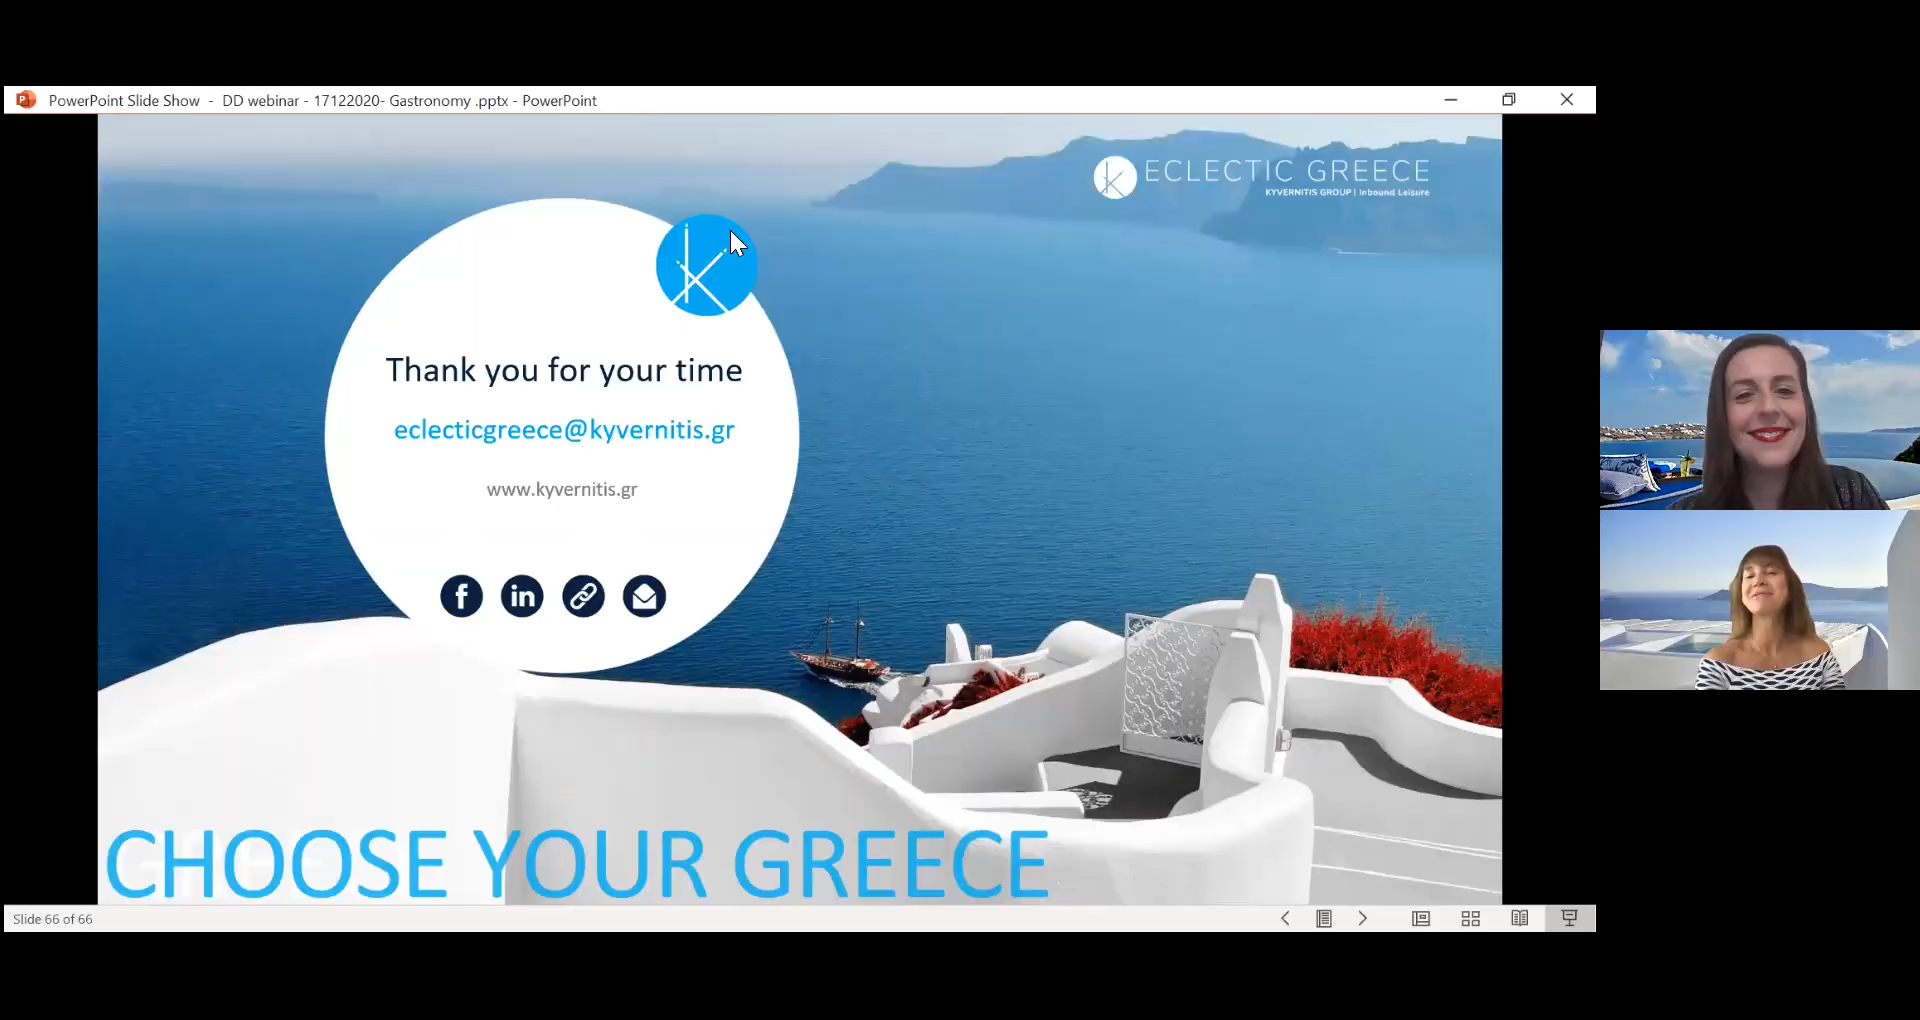 PowerPoint Slide Show - DD webinar - 17122020- Gastronomy .pptx - PowerPoint
ECLECTIC GREECE
KYVERNITIS GROUP | Inbound Leisure
Thank you for your time
eclecticgreece@kyvernitis.gr
www.kyvernitis.gr
CHOOSE YOUR GREECE
Slide 66 of 66